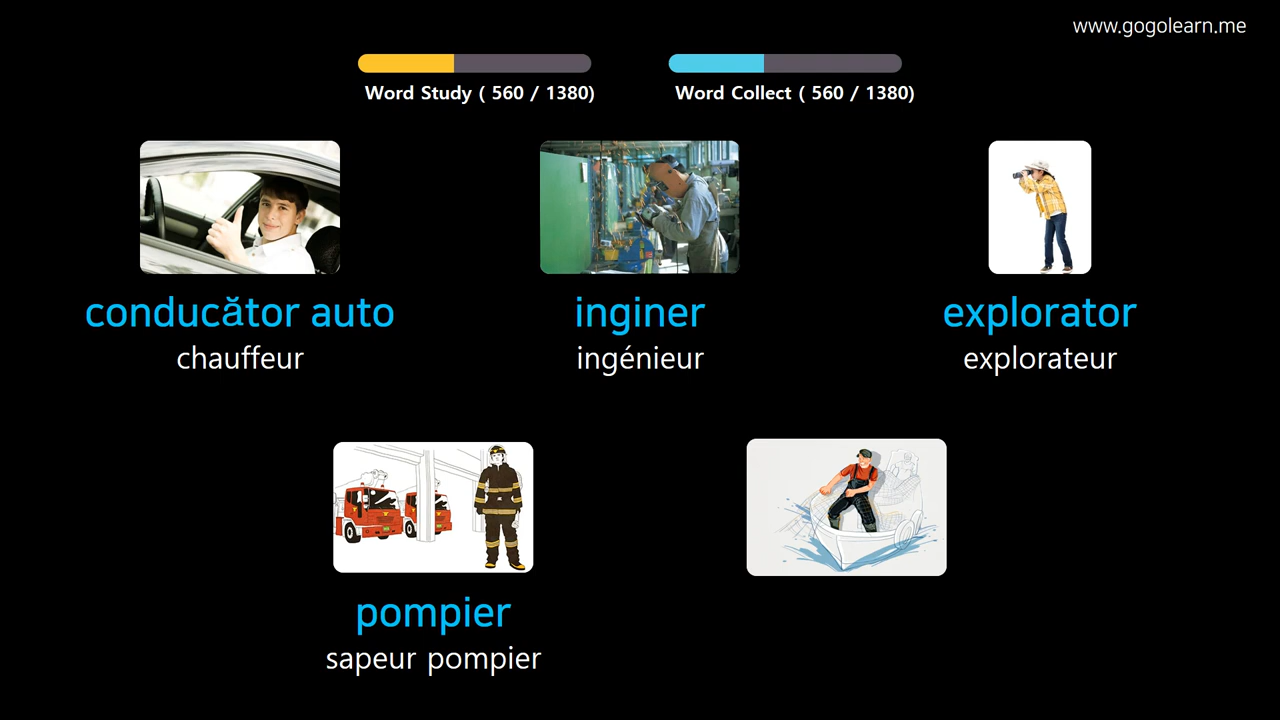 www.gogolearn.me
Word Study ( 560 / 1380)
Word Collect ( 560 / 1380)
conducător auto
chauffeur
inginer
ingénieur
explorator
explorateur
pompier
sapeur pompier